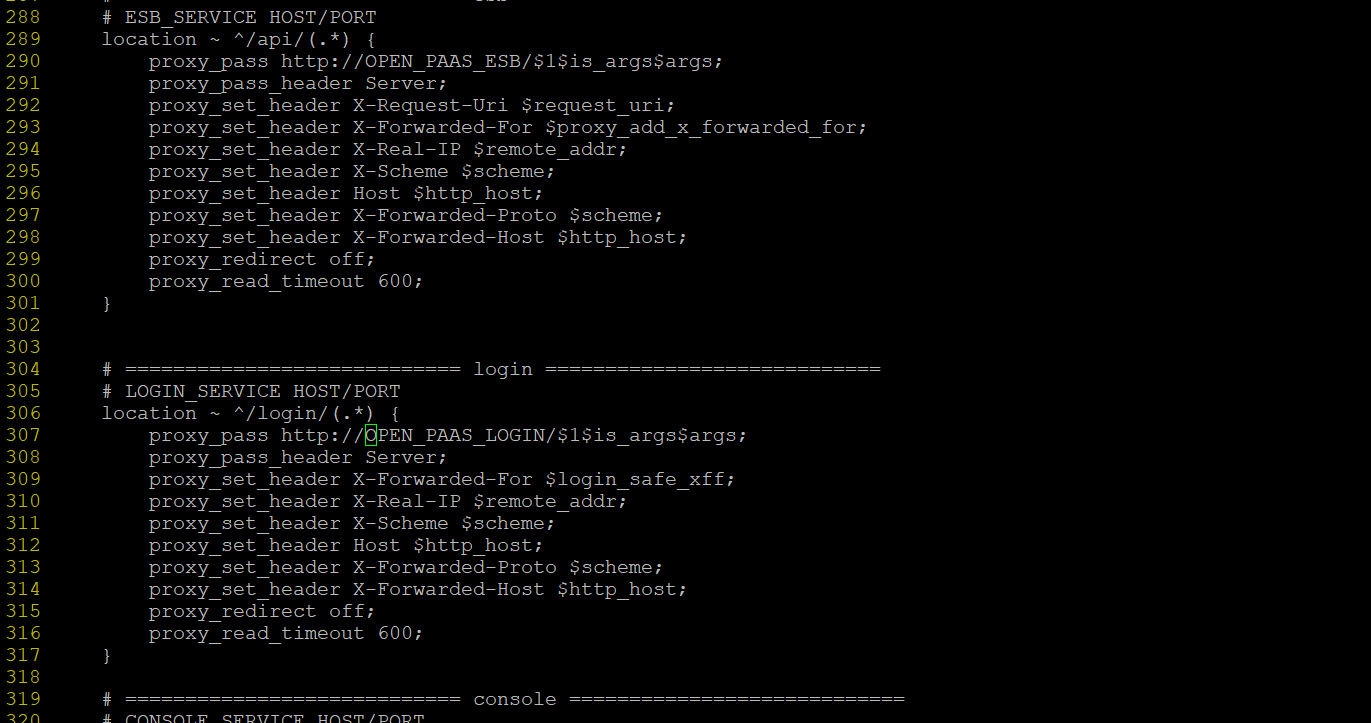 288     # ESB_SERVICE HOST/PORT
289     location ~ ^/api/(.*) {
290         proxy_pass http://OPEN_PAAS_ESB/$1$is_args$args;
291         proxy_pass_header Server;
292         proxy_set_header X-Request-Uri $request_uri;
293         proxy_set_header X-Forwarded-For $proxy_add_x_forwarded_for;
294         proxy_set_header X-Real-IP $remote_addr;
295         proxy_set_header X-Scheme $scheme;
296         proxy_set_header Host $http_host;
297         proxy_set_header X-Forwarded-Proto $scheme;
298         proxy_set_header X-Forwarded-Host $http_host;
299         proxy_redirect off;
300         proxy_read_timeout 600;
301     }
302
303
304     # ============================ login ============================
305     # LOGIN_SERVICE HOST/PORT
306     location ~ ^/login/(.*) {
307         proxy_pass http://OPEN_PAAS_LOGIN/$1$is_args$args;
308         proxy_pass_header Server;
309         proxy_set_header X-Forwarded-For $login_safe_xff;
310         proxy_set_header X-Real-IP $remote_addr;
311         proxy_set_header X-Scheme $scheme;
312         proxy_set_header Host $http_host;
313         proxy_set_header X-Forwarded-Proto $scheme;
314         proxy_set_header X-Forwarded-Host $http_host;
315         proxy_redirect off;
316         proxy_read_timeout 600;
317     }
318
319     # ============================ console ============================
320     # CONSOLE_SERVICE HOST/PORT